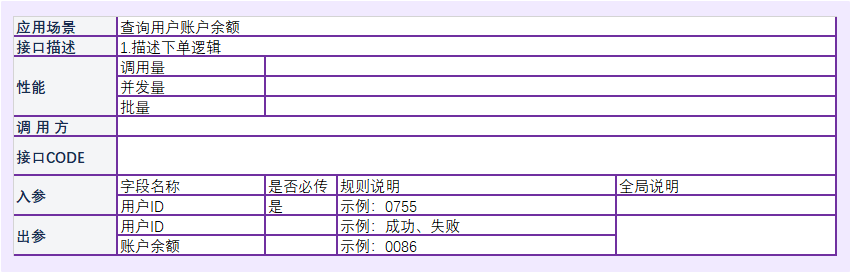 应用场景 查询用户账户余额
接口描述 1.描述下单逻辑
性能 调用量
并发量
批量
调 用 方
接口CODE
入参 字段名称 是否必传 规则说明 全局说明
用户ID 是 示例：0755
出参 用户ID 示例：成功、失败
账户余额 示例：0086